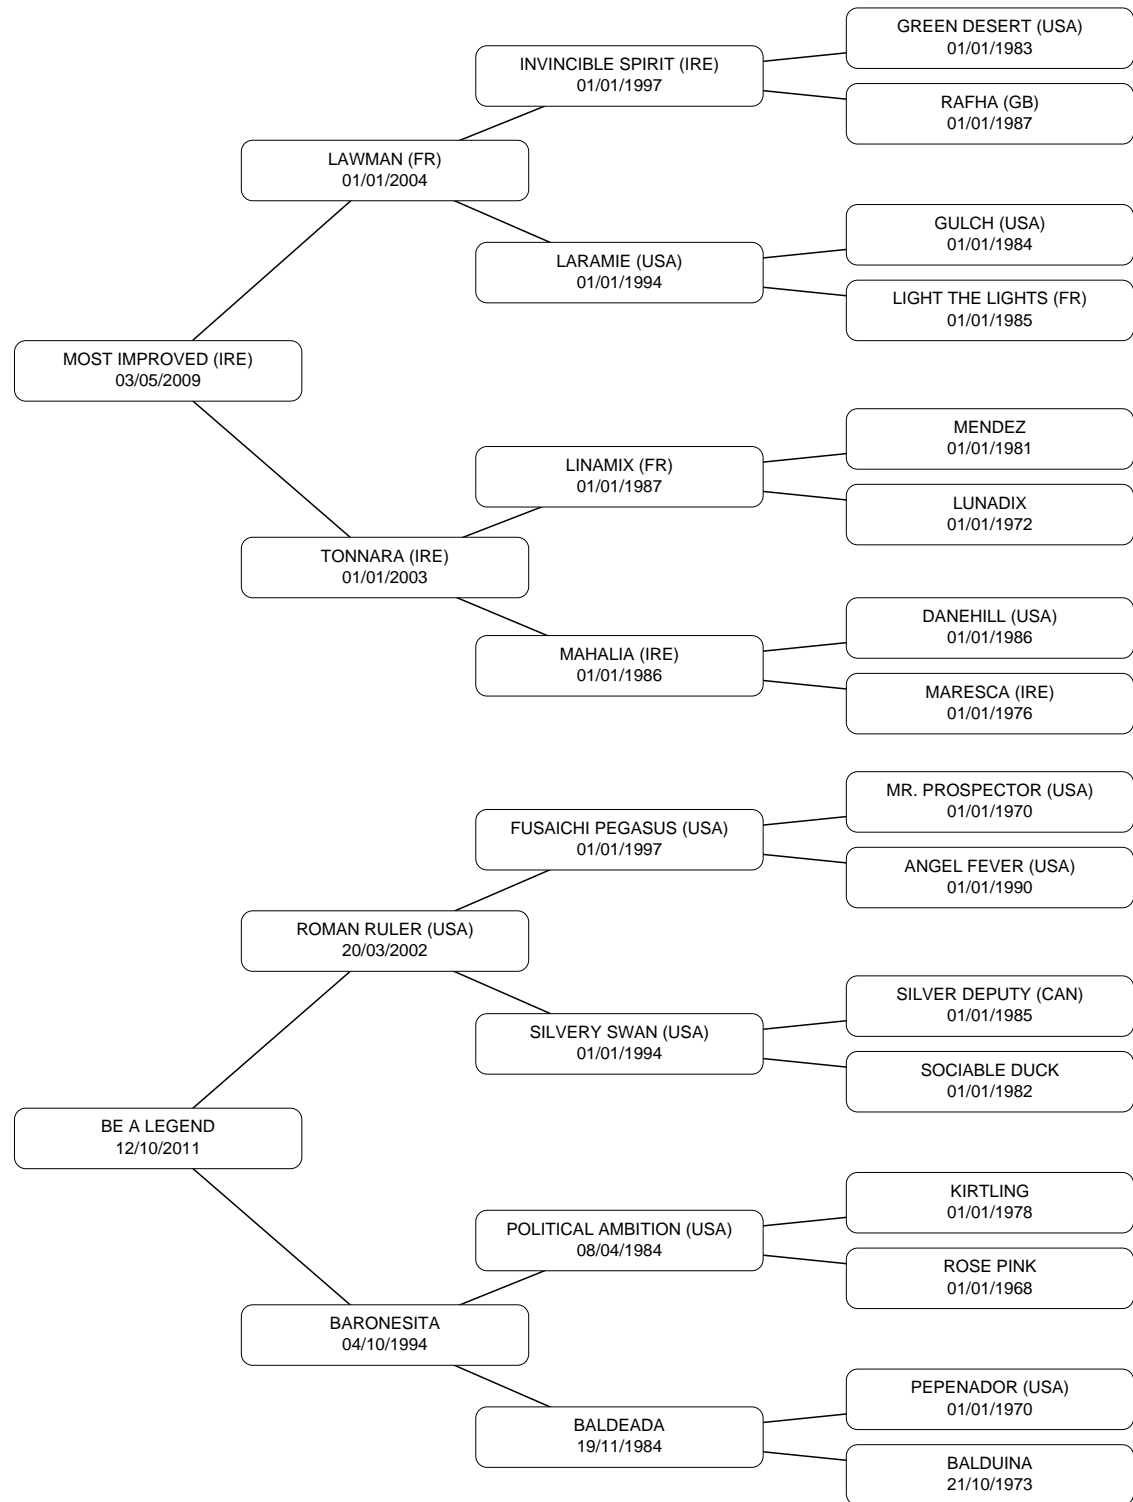 GREEN DESERT (USA)
01/01/1983
INVINCIBLE SPIRIT (IRE)
01/01/1997
RAFHA (GB)
01/01/1987
LAWMAN (FR)
01/01/2004
GULCH (USA)
01/01/1984
LARAMIE (USA)
01/01/1994
LIGHT THE LIGHTS (FR)
01/01/1985
MOST IMPROVED (IRE)
03/05/2009
MENDEZ
01/01/1981
LINAMIX (FR)
01/01/1987
LUNADIX
01/01/1972
TONNARA (IRE)
01/01/2003
DANEHILL (USA)
01/01/1986
MAHALIA (IRE)
01/01/1986
MARESCA (IRE)
01/01/1976
MR. PROSPECTOR (USA)
01/01/1970
FUSAICHI PEGASUS (USA)
01/01/1997
ANGEL FEVER (USA)
01/01/1990
ROMAN RULER (USA)
20/03/2002
SILVER DEPUTY (CAN)
01/01/1985
SILVERY SWAN (USA)
01/01/1994
SOCIABLE DUCK
01/01/1982
BE A LEGEND
12/10/2011
KIRTLING
01/01/1978
POLITICAL AMBITION (USA)
08/04/1984
ROSE PINK
01/01/1968
BARONESITA
04/10/1994
PEPENADOR (USA)
01/01/1970
BALDEADA
19/11/1984
BALDUINA
21/10/1973